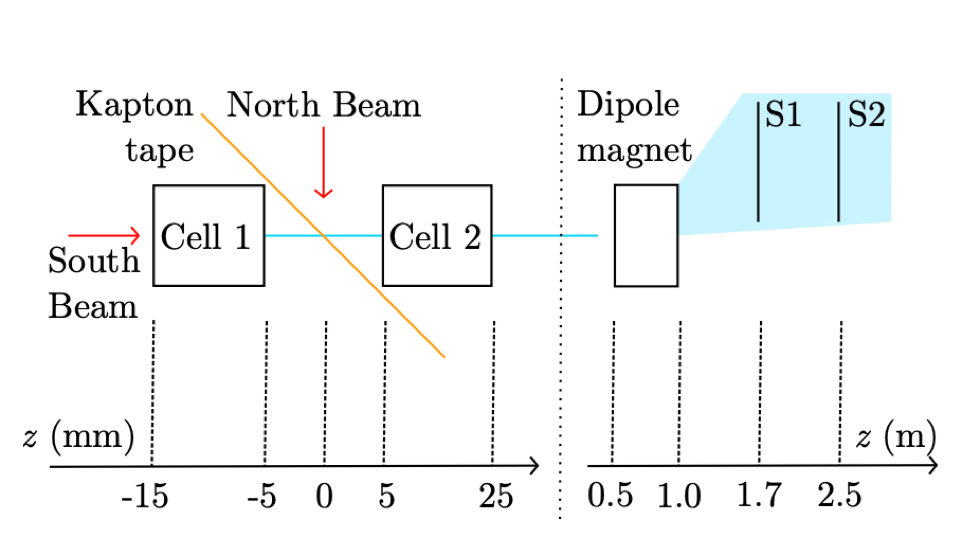 Kapton
tape
North Beam
Dipole
magnet
S1
S2
Cell 1
Cell 2
South
Beam
z (mm)
z (m)
-15
-5
0
5
25
0.5
1.0
1.7
2.5